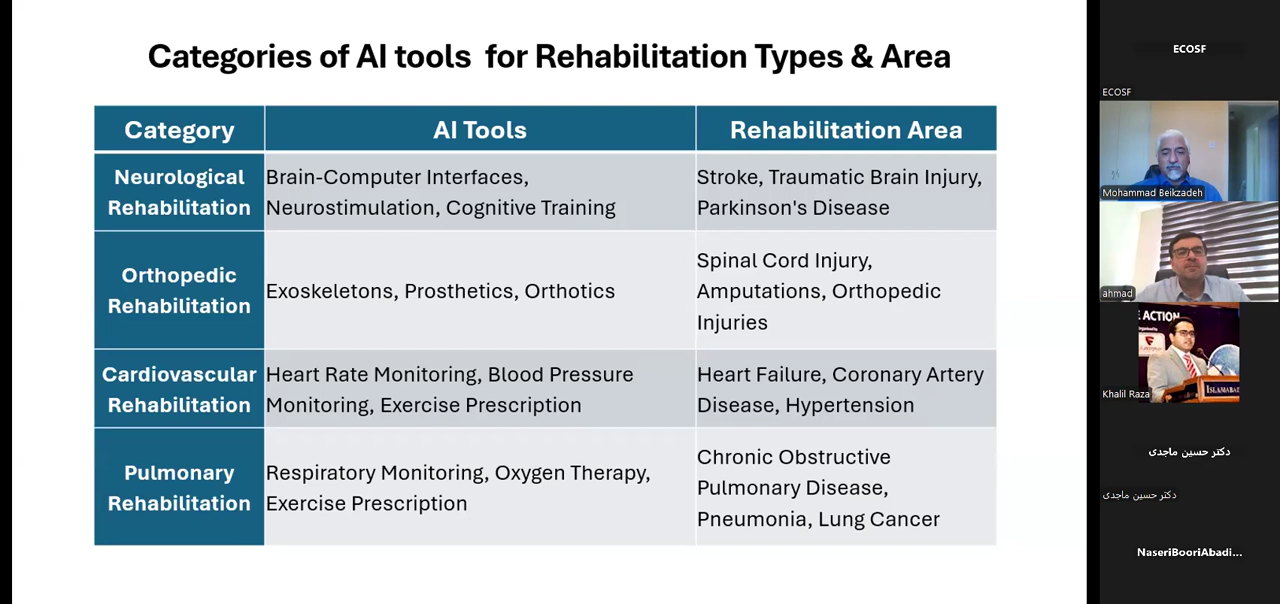 Categories of AI tools for Rehabilitation Types & Area
Category
AI Tools
Rehabilitation Area
Neurological
Rehabilitation
Brain-Computer Interfaces,
Neurostimulation, Cognitive Training
Stroke, Traumatic Brain Injury,
Parkinson's Disease
Orthopedic
Rehabilitation
Exoskeletons, Prosthetics, Orthotics
Spinal Cord Injury,
Amputations, Orthopedic
Injuries
Cardiovascular
Rehabilitation
Heart Rate Monitoring, Blood Pressure
Monitoring, Exercise Prescription
Heart Failure, Coronary Artery
Disease, Hypertension
Pulmonary
Rehabilitation
Respiratory Monitoring, Oxygen Therapy,
Exercise Prescription
Chronic Obstructive
Pulmonary Disease,
Pneumonia, Lung Cancer
ECOSF
ECOSF
Mohammad Beikzadeh
ahmad
E ACTION
ISLAMABAD
Khalil Raza
دکتر حسین ماجدی
دکتر حسین ماجدی
NaseriBooriAbadi...